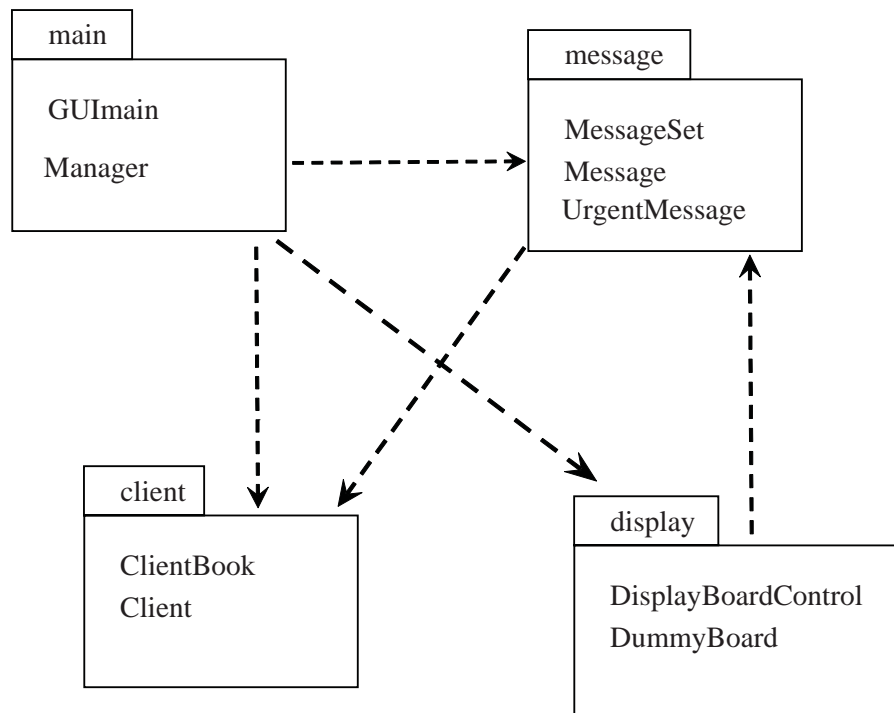 main
GUImain
Manager
message
MessageSet
Message
UrgentMessage
client
ClientBook
Client
display
DisplayBoardControl
DummyBoard